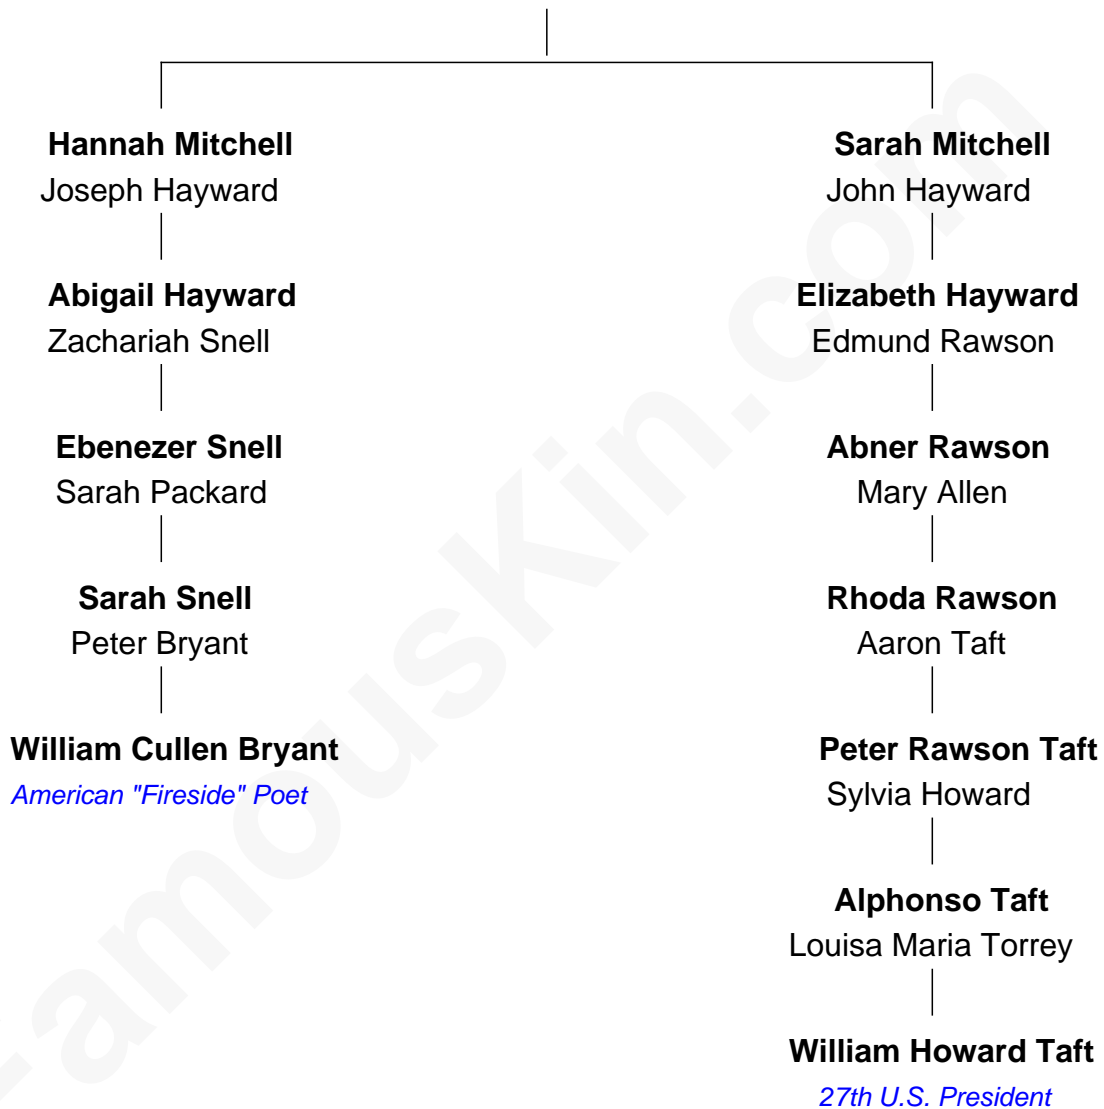 Hannah Mitchell
Joseph Hayward
Abigail Hayward
Zachariah Snell
Ebenezer Snell
Sarah Packard
Sarah Snell
Peter Bryant
William Cullen Bryant
American "Fireside" Poet
Sarah Mitchell
John Hayward
Elizabeth Hayward
Edmund Rawson
Abner Rawson
Mary Allen
Rhoda Rawson
Aaron Taft
Peter Rawson Taft
Sylvia Howard
Alphonso Taft
Louisa Maria Torrey
William Howard Taft
27th U.S. President
FamousKin.com